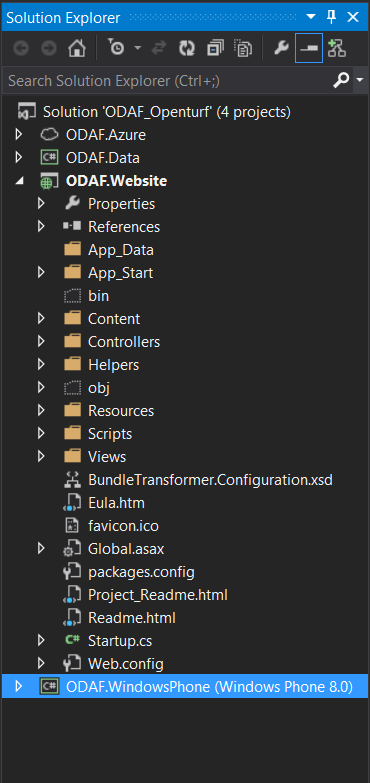 Solution Explorer
Search Solution Explorer (Ctrl+;)
Solution 'ODAF_Openturf' (4 projects)
ODAF.Azure
C# ODAF.Data
ODAF.Website
Properties
References
App_Data
App_Start
bin
Content
Controllers
Helpers
obj
Resources
Scripts
Views
BundleTransformer.Configuration.xsd
Eula.htm
favicon.ico
Global.asax
packages.config
Project_Readme.html
Readme.html
C# Startup.cs
Web.config
C# ODAF.WindowsPhone (Windows Phone 8.0)